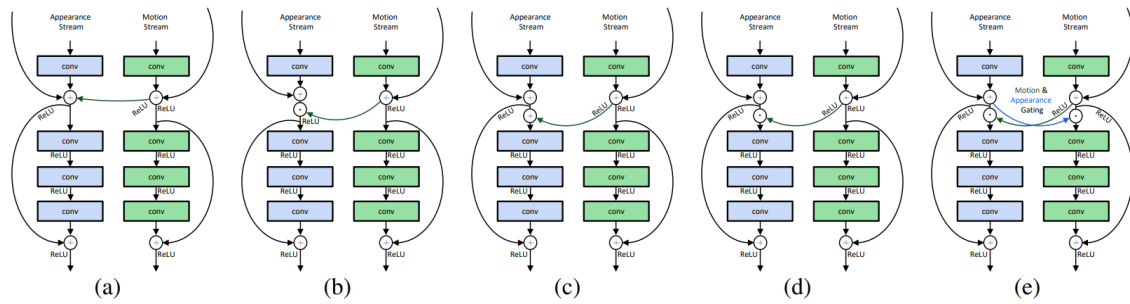 Appearance Stream
Motion Stream
conv
conv
+
+
ReLU
ReLU
ReLU
conv
conv
ReLU
ReLU
conv
conv
ReLU
ReLU
conv
conv
+
+
ReLU
ReLU
(a)
Appearance Stream
Motion Stream
conv
conv
+
+
ReLU
ReLU
ReLU
conv
conv
ReLU
ReLU
conv
conv
ReLU
ReLU
conv
conv
+
+
ReLU
ReLU
(b)
Appearance Stream
Motion Stream
conv
conv
+
+
+
ReLU
ReLU
ReLU
conv
conv
ReLU
ReLU
conv
conv
ReLU
ReLU
conv
conv
+
+
ReLU
ReLU
(c)
Appearance Stream
Motion Stream
conv
conv
+
+
ReLU
ReLU
ReLU
conv
conv
ReLU
ReLU
conv
conv
ReLU
ReLU
conv
conv
+
+
ReLU
ReLU
(d)
Appearance Stream
Motion Stream
conv
conv
+
+
Motion &
Appearance
Gating
ReLU
ReLU
ReLU
conv
conv
ReLU
ReLU
conv
conv
ReLU
ReLU
conv
conv
+
+
ReLU
ReLU
(e)